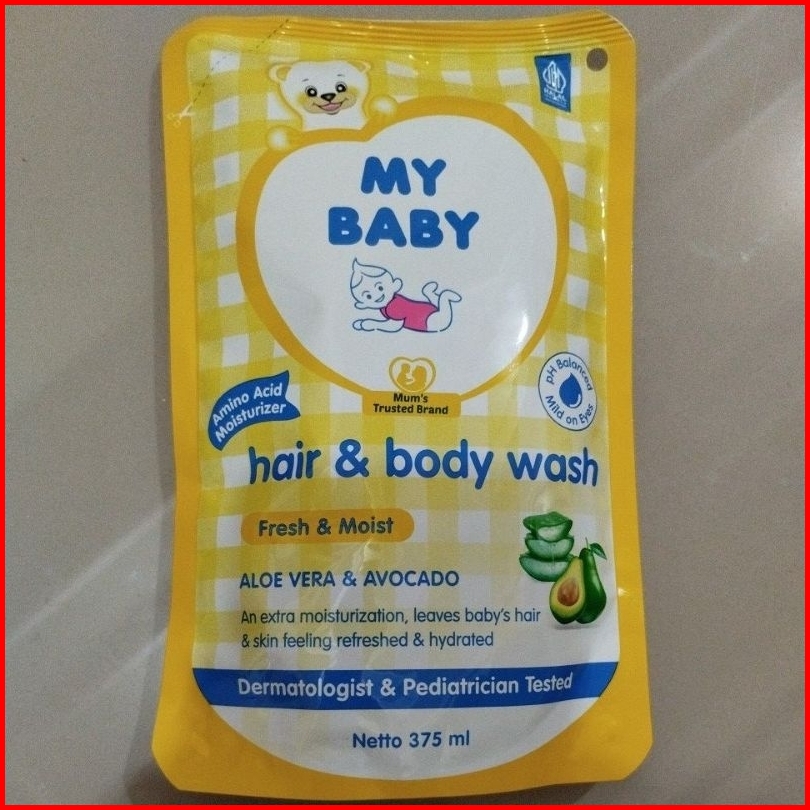 HALAL
MY
BABY
Mum's
Trusted Brand
Amino Acid
Moisturizer
pH Balanced
Mild on Eyes
hair & body wash
Fresh & Moist
ALOE VERA & AVOCADO
An extra moisturization, leaves baby's hair
& skin feeling refreshed & hydrated
Dermatologist & Pediatrician Tested
Netto 375 ml